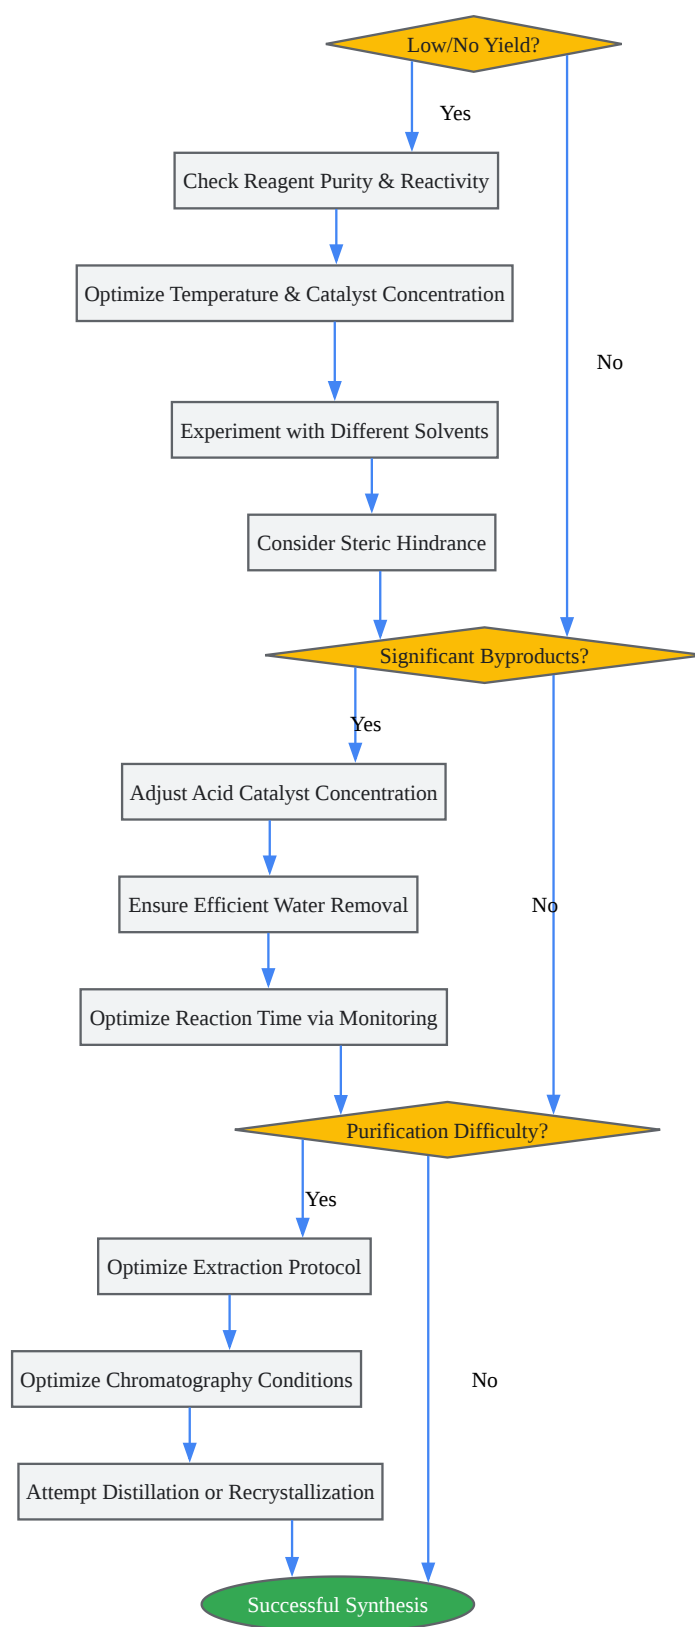 Low/No Yield?
Yes
Check Reagent Purity & Reactivity
Optimize Temperature & Catalyst Concentration
No
Experiment with Different Solvents
Consider Steric Hindrance
Significant Byproducts?
Yes
Adjust Acid Catalyst Concentration
Ensure Efficient Water Removal
No
Optimize Reaction Time via Monitoring
Purification Difficulty?
Yes
Optimize Extraction Protocol
Optimize Chromatography Conditions
No
Attempt Distillation or Recrystallization
Successful Synthesis